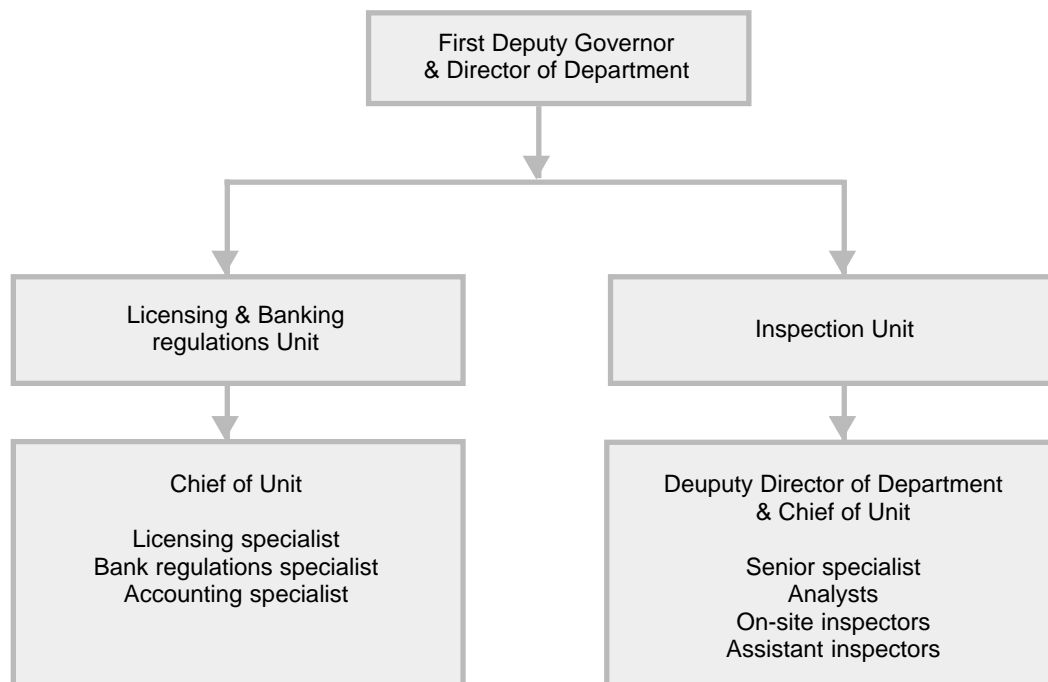 First Deputy Governor
& Director of Department
Licensing & Banking
regulations Unit
Inspection Unit
Chief of Unit
Licensing specialist
Bank regulations specialist
Accounting specialist
Deuputy Director of Department
& Chief of Unit
Senior specialist
Analysts
On-site inspectors
Assistant inspectors